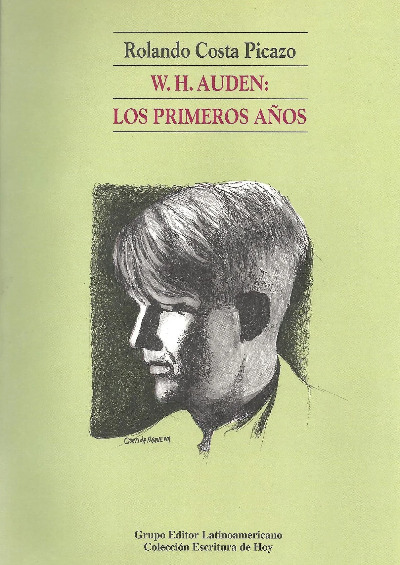 Rolando Costa Picazo
W. H. AUDEN:
LOS PRIMEROS AÑOS
Grupo Editor Latinoamericano
Colección Escritura de Hoy